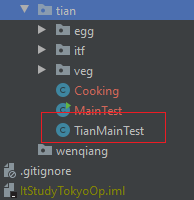 tian
egg
itf
veg
Cooking
MainTest
TianMainTest
wenqiang
.gitignore
ItStudyTokyoOp.iml